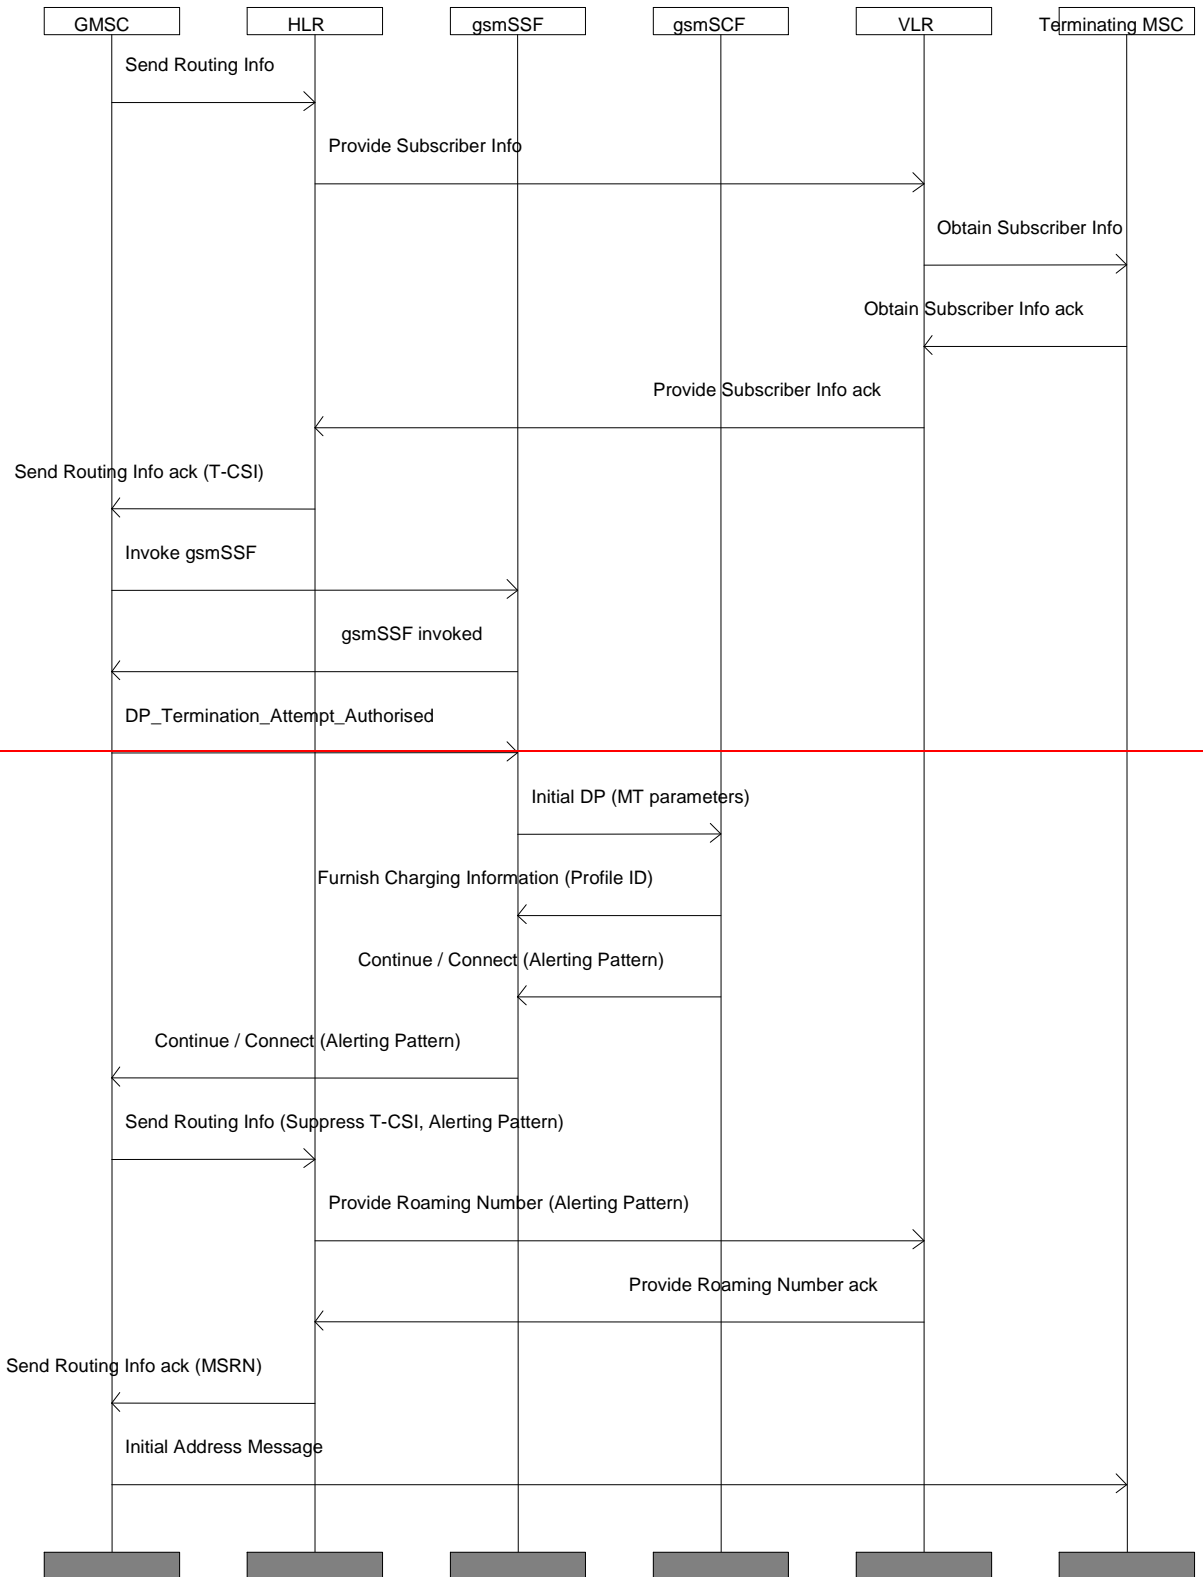 GMSC HLR gsmSSF gsmSCF VLR Terminating MSC
Send Routing Info
Provide Subscriber Info
Obtain Subscriber Info
Obtain Subscriber Info ack
Provide Subscriber Info ack
Send Routing Info ack (T-CSI)
Invoke gsmSSF
gsmSSF invoked
DP_Termination_Attempt_Authorised
Initial DP (MT parameters)
Furnish Charging Information (Profile ID)
Continue / Connect (Alerting Pattern)
Continue / Connect (Alerting Pattern)
Send Routing Info (Suppress T-CSI, Alerting Pattern)
Provide Roaming Number (Alerting Pattern)
Provide Roaming Number ack
Send Routing Info ack (MSRN)
Initial Address Message